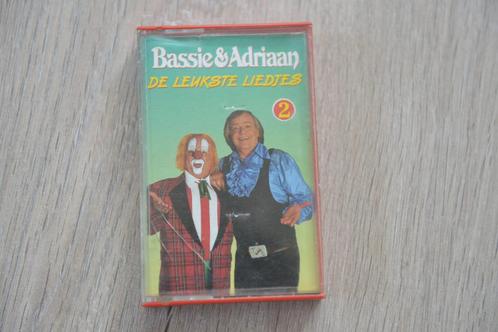 Bassie & Adriaan
DE LEUKSTE LIEDJES
2